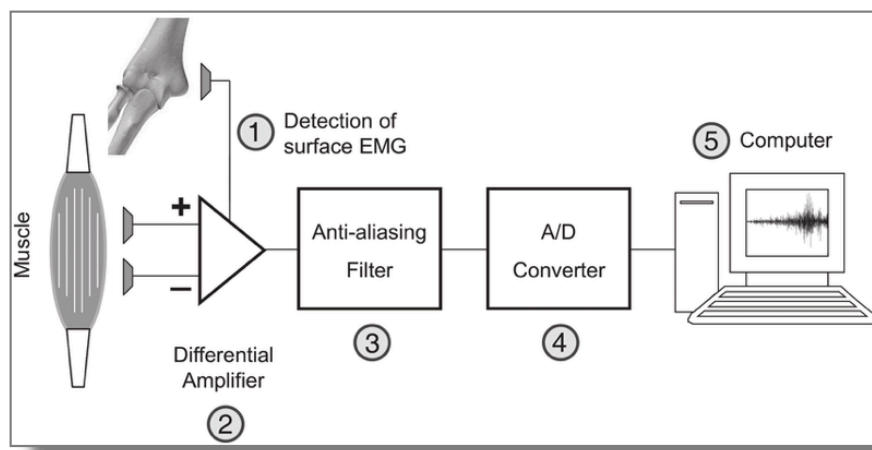 1
Detection of
surface EMG
5
Computer
Muscle
+
−
Anti-aliasing
Filter
A/D
Converter
3
4
Differential
Amplifier
2